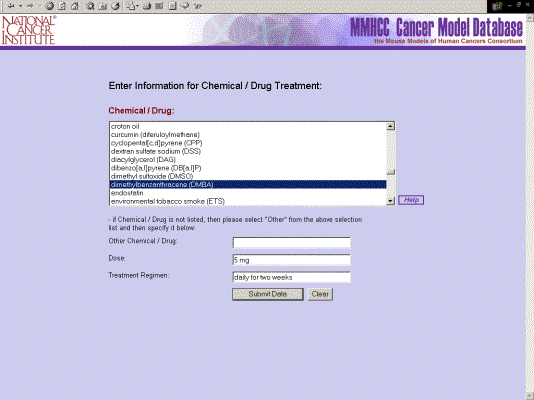 NATIONAL
CANCER
INSTITUTE
MMHCC Cancer Model Database
the Mouse Models of Human Cancers Consortium
Enter Information for Chemical / Drug Treatment:
Chemical / Drug:
croton oil
curcumin (diferuloylmethane)
cyclopenta[c,d]pyrene (CPP)
dextran sulfate sodium (DSS)
diacylglycerol (DAG)
dibenzo[a,l]pyrene (DB[a,l]P)
dimethyl sulfoxide (DMSO)
dimethylbenzanthracene (DMBA)
endostatin
environmental tobacco smoke (ETS)
Help
- if Chemical / Drug is not listed, then please select "Other" from the above selection
list and then specify it below.
Other Chemical / Drug:
Dose:
5 mg
Treatment Regimen:
daily for two weeks
Submit Data
Clear